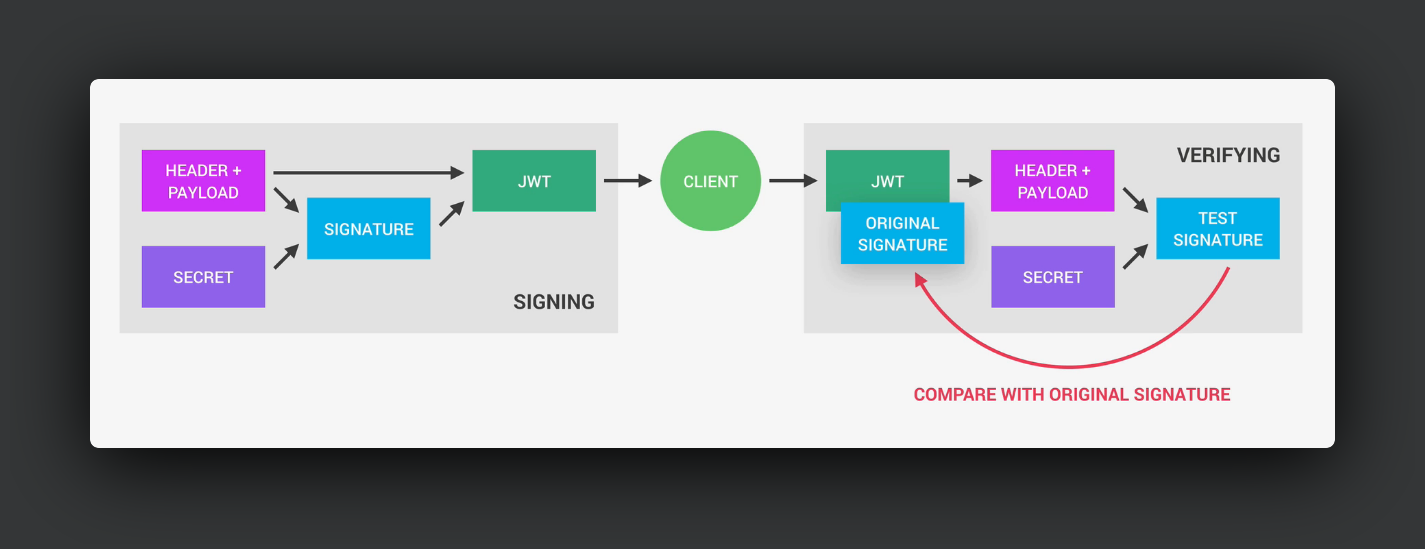 HEADER +
PAYLOAD
SECRET
SIGNATURE
JWT
SIGNING
CLIENT
VERIFYING
JWT
ORIGINAL
SIGNATURE
HEADER +
PAYLOAD
SECRET
TEST
SIGNATURE
COMPARE WITH ORIGINAL SIGNATURE